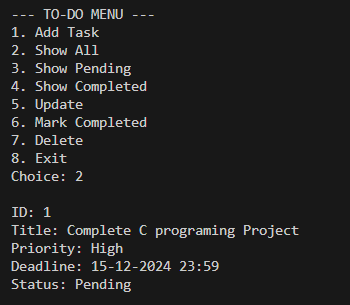 --- TO-DO MENU ---
1. Add Task
2. Show All
3. Show Pending
4. Show Completed
5. Update
6. Mark Completed
7. Delete
8. Exit
Choice: 2
ID: 1
Title: Complete C programing Project
Priority: High
Deadline: 15-12-2024 23:59
Status: Pending